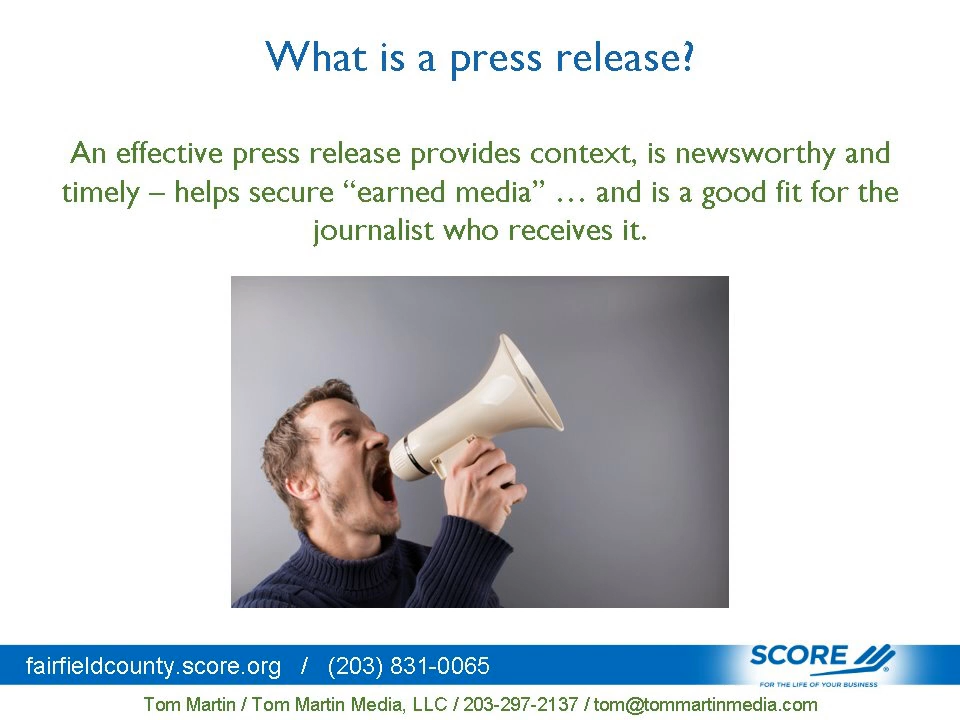 What is a press release?
An effective press release provides context, is newsworthy and
timely – helps secure “earned media” … and is a good fit for the
journalist who receives it.
fairfieldcounty.score.org / (203) 831-0065
SCORE
FOR THE LIFE OF YOUR BUSINESS ®
Tom Martin / Tom Martin Media, LLC / 203-297-2137 / tom@tommartinmedia.com